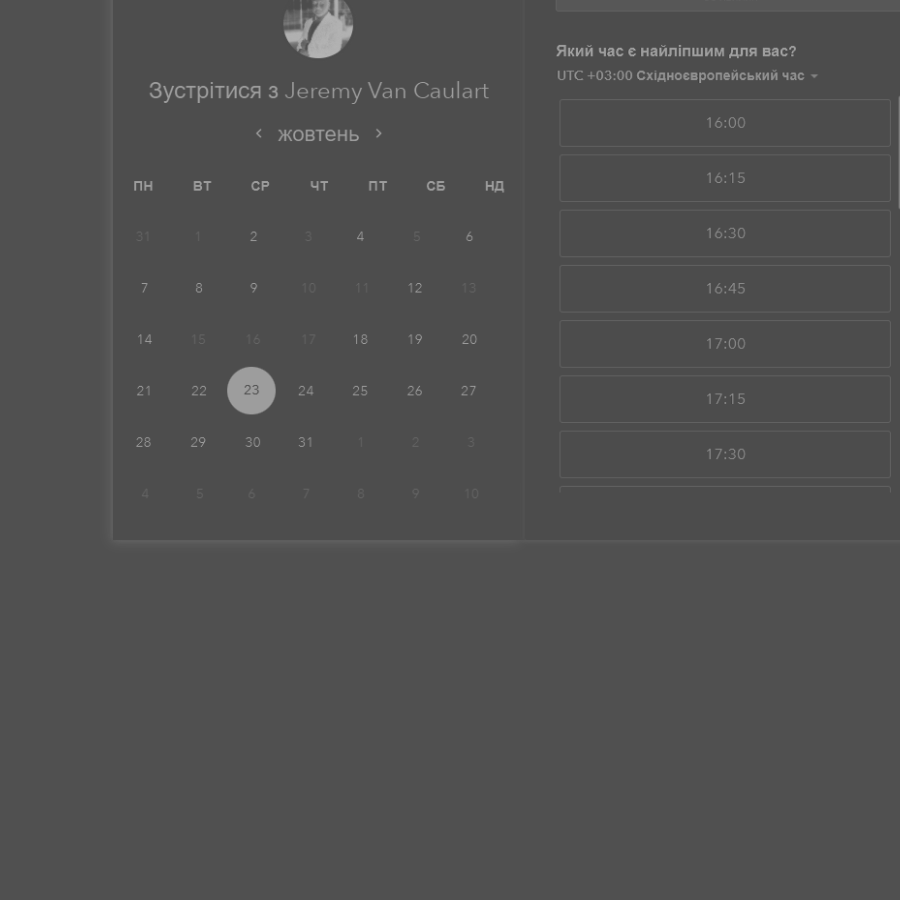 Зустрітися з Jeremy Van Caulart
жовтень
ПН ВТ СР ЧТ ПТ СБ НД
31 1 2 3 4 5 6
7 8 9 10 11 12 13
14 15 16 17 18 19 20
21 22 23 24 25 26 27
28 29 30 31 1 2 3
4 5 6 7 8 9 10
Який час є найліпшим для вас?
UTC +03:00 Східноєвропейський час
16:00
16:15
16:30
16:45
17:00
17:15
17:30